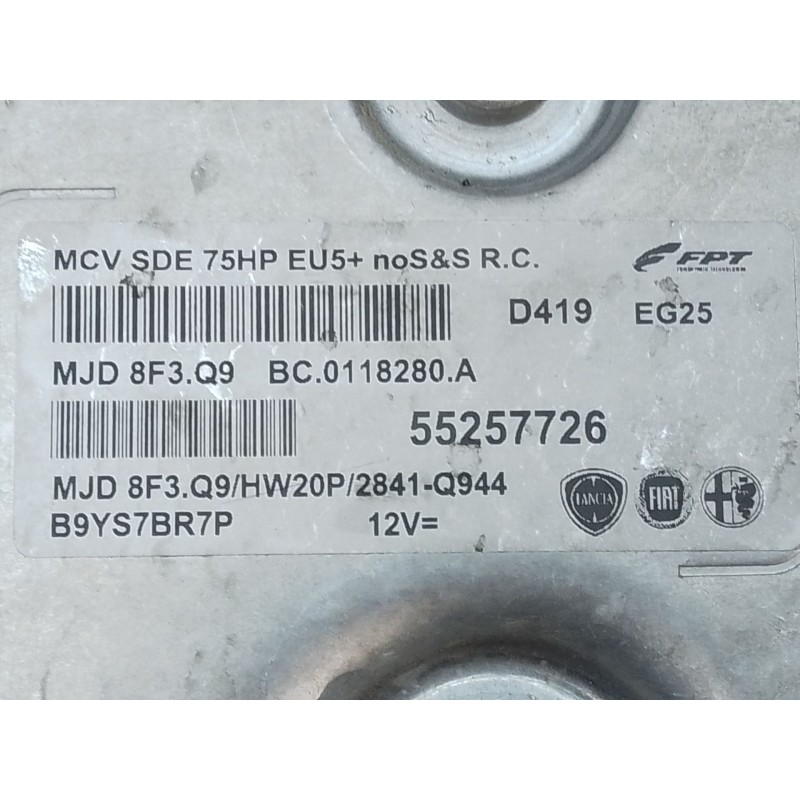 MCV SDE 75HP EU5+ noS&S R.C.
FPT
D419 EG25
MJD 8F3.Q9 BC.0118280.A
55257726
MJD 8F3.Q9/HW20P/2841-Q944
LANCIA FIAT
B9YS7BR7P 12V=